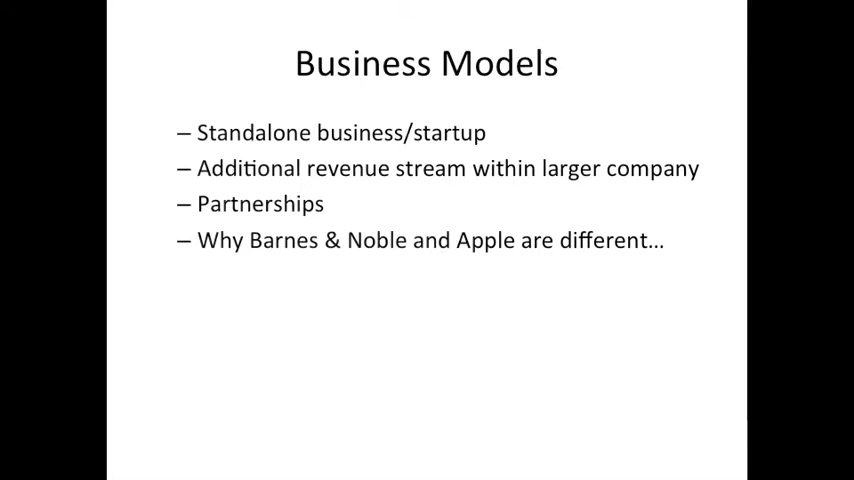 Business Models
– Standalone business/startup
– Additional revenue stream within larger company
– Partnerships
– Why Barnes & Noble and Apple are different…